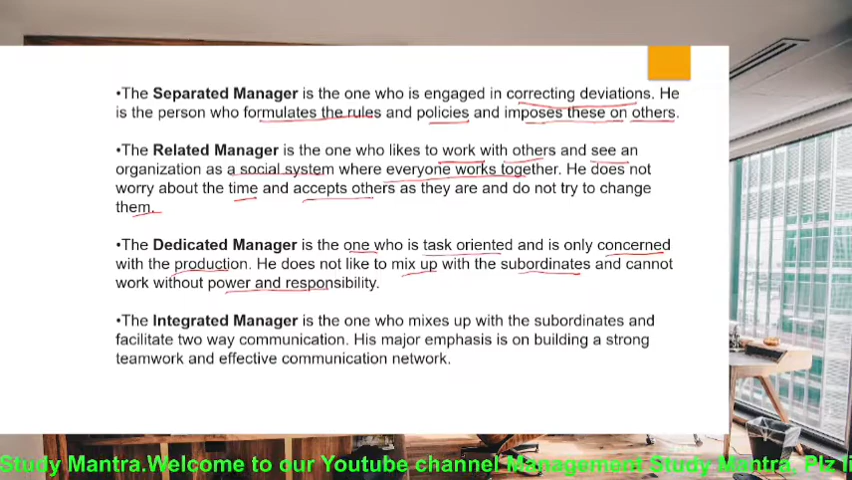 •The Separated Manager is the one who is engaged in correcting deviations. He
is the person who formulates the rules and policies and imposes these on others.
•The Related Manager is the one who likes to work with others and see an
organization as a social system where everyone works together. He does not
worry about the time and accepts others as they are and do not try to change
them.
•The Dedicated Manager is the one who is task oriented and is only concerned
with the production. He does not like to mix up with the subordinates and cannot
work without power and responsibility.
•The Integrated Manager is the one who mixes up with the subordinates and
facilitate two way communication. His major emphasis is on building a strong
teamwork and effective communication network.
Study Mantra.Welcome to our Youtube channel Management Study Mantra. Plz li